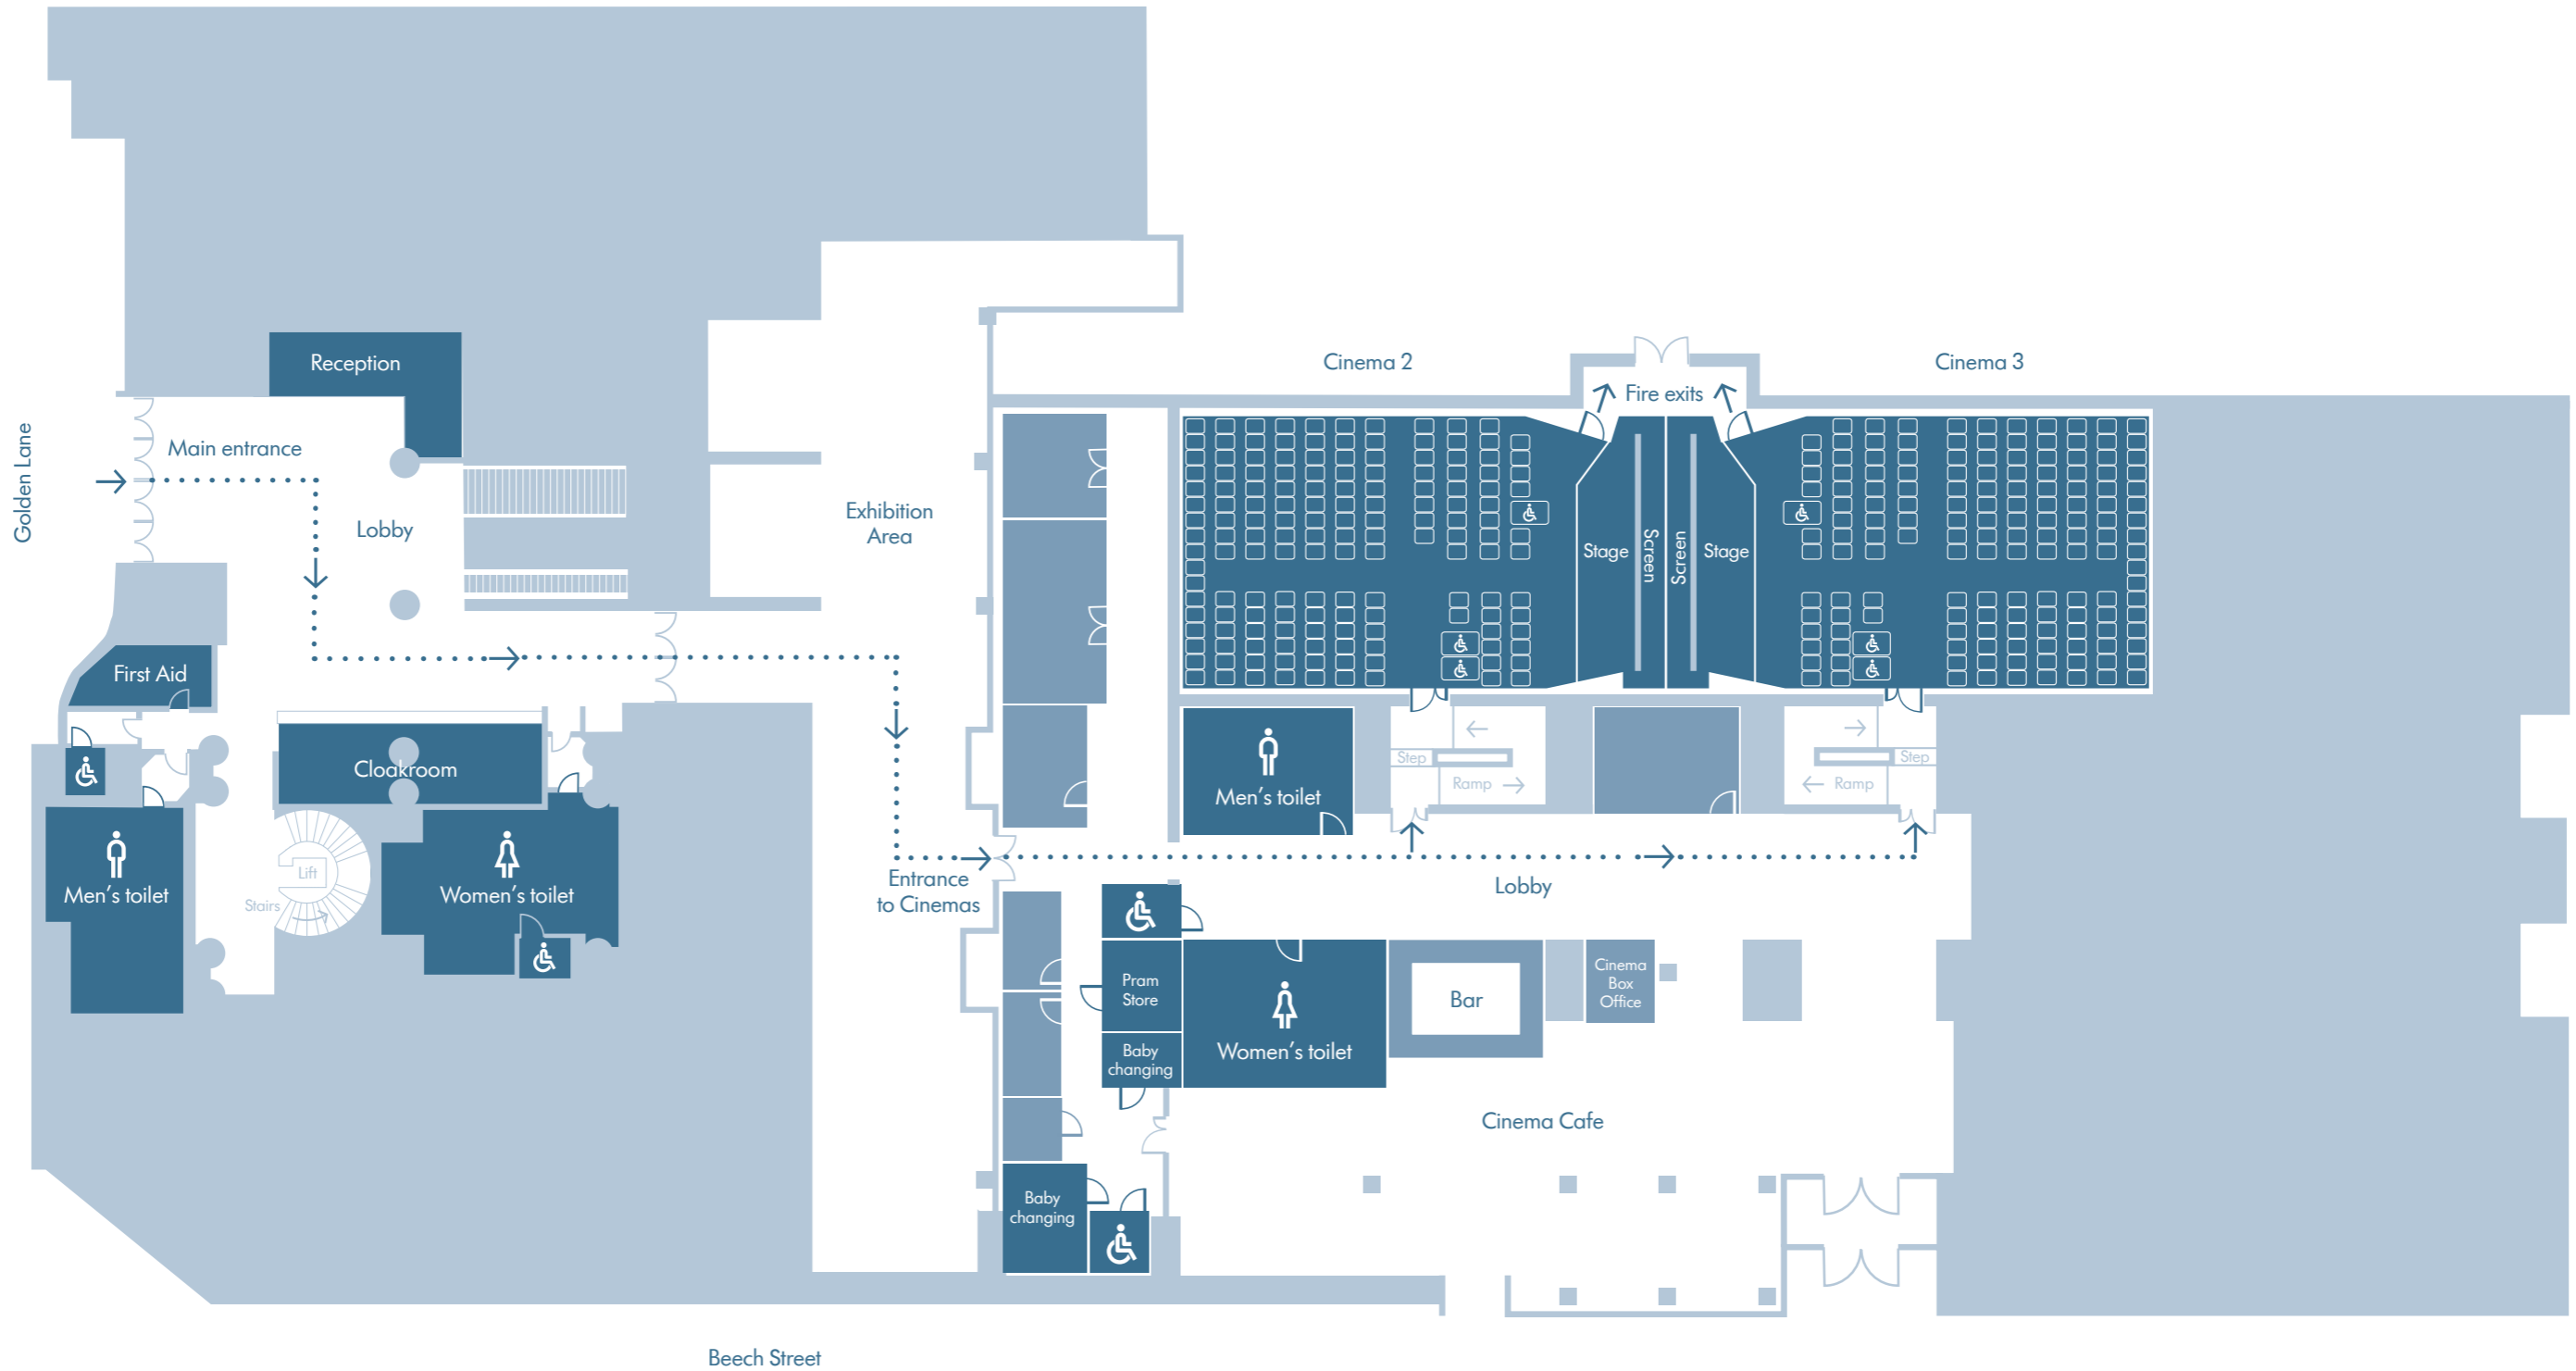 Reception
Cinema 2
Cinema 3
Fire exits
Golden Lane
Main entrance
Lobby
Exhibition
Area
Stage
Screen
Screen
Stage
First Aid
Cloakroom
Step
Ramp
Step
Ramp
Men's toilet
Lift
Men's toilet
Stairs
Women's toilet
Entrance
to Cinemas
Lobby
Pram
Store
Cinema
Box
Office
Bar
Baby
changing
Women's toilet
Cinema Cafe
Baby
changing
Beech Street